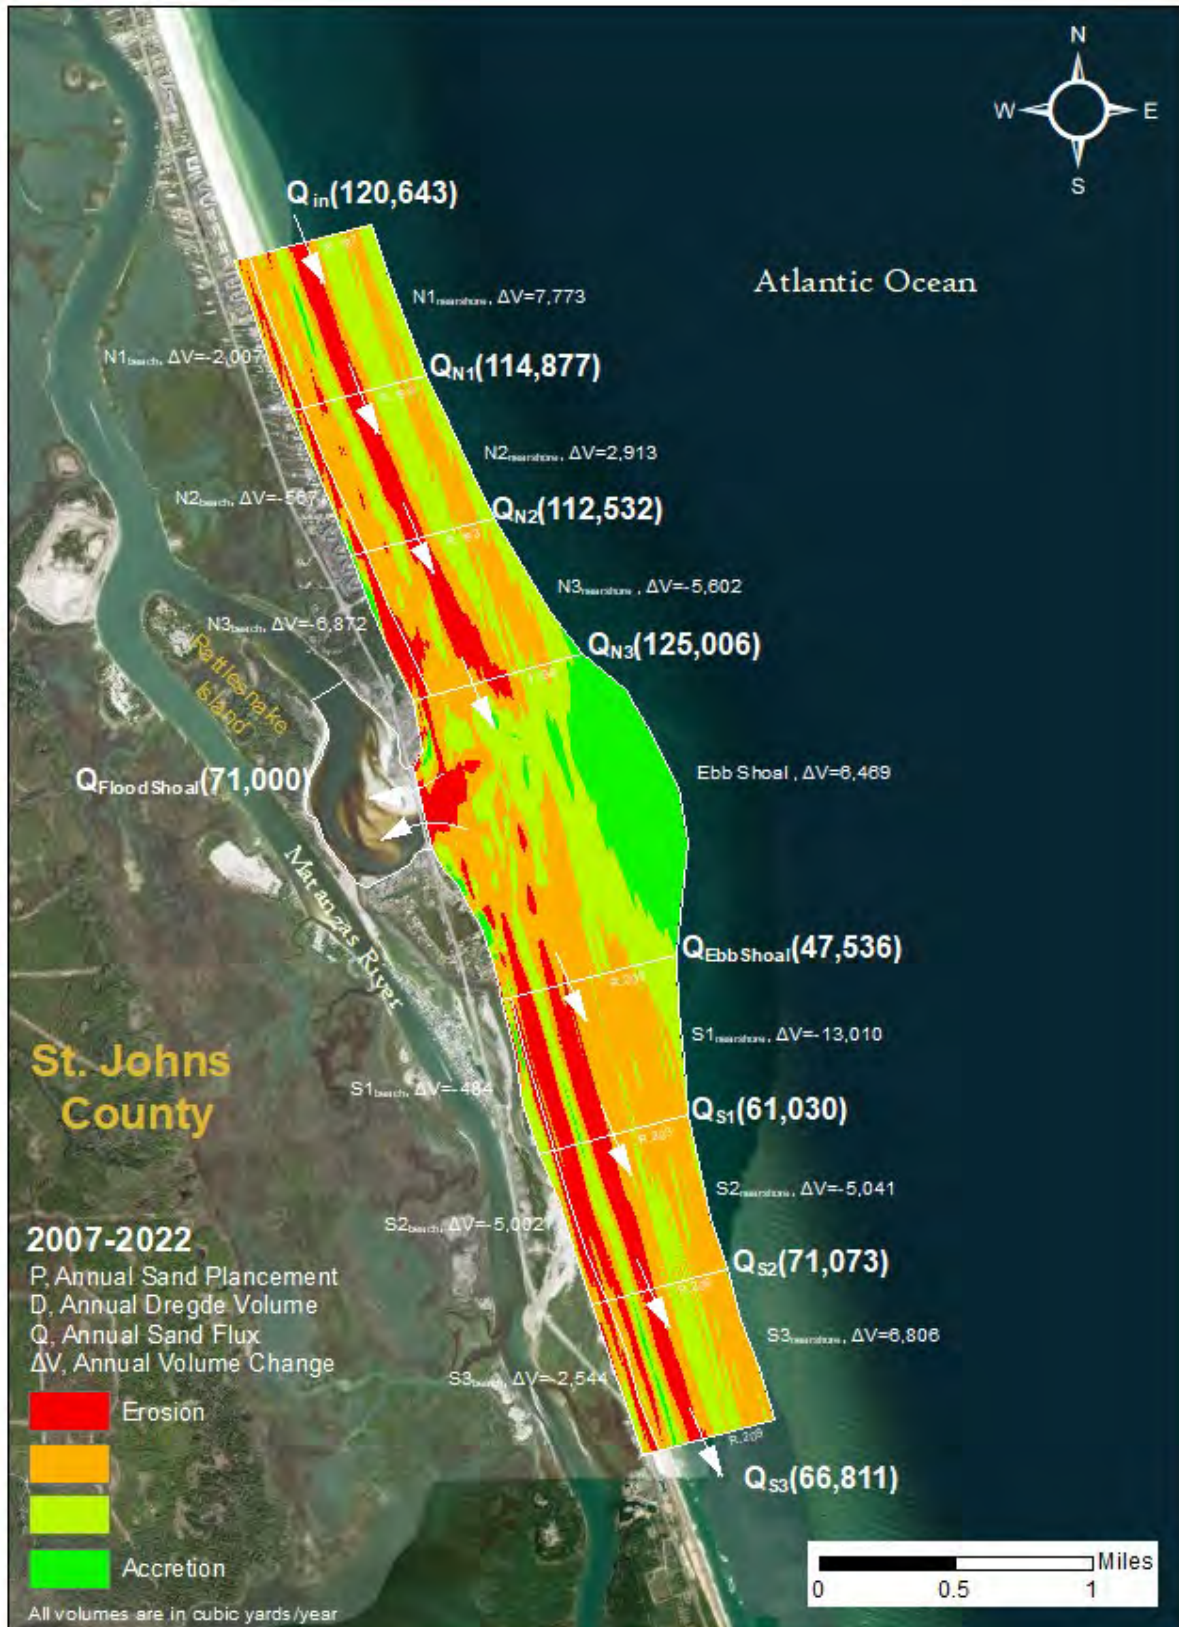 N
W
E
S
Q in(120,643)
Atlantic Ocean
N1nearshore, ΔV=7,773
N1beach, ΔV=-2,007
QN1(114,877)
N2nearshore, ΔV=2,913
N2beach, ΔV=-567
QN2(112,532)
N3nearshore, ΔV=-5,602
N3beach, ΔV=-6,872
QN3(125,006)
Rattlesnake
Island
Ebb Shoal, ΔV=6,469
QFlood Shoal(71,000)
Matanzas River
QEbb Shoal(47,536)
S1nearshore, ΔV=-13,010
St. Johns
County
S1beach, ΔV=-484
QS1(61,030)
S2nearshore, ΔV=-5,041
S2beach, ΔV=-5,002
QS2(71,073)
S3nearshore, ΔV=6,806
S3beach, ΔV=-2,544
R.209
QS3(66,811)
2007-2022
P, Annual Sand Plancement
D, Annual Dregde Volume
Q, Annual Sand Flux
ΔV, Annual Volume Change
Erosion
Accretion
All volumes are in cubic yards/year
Miles
0 0.5 1